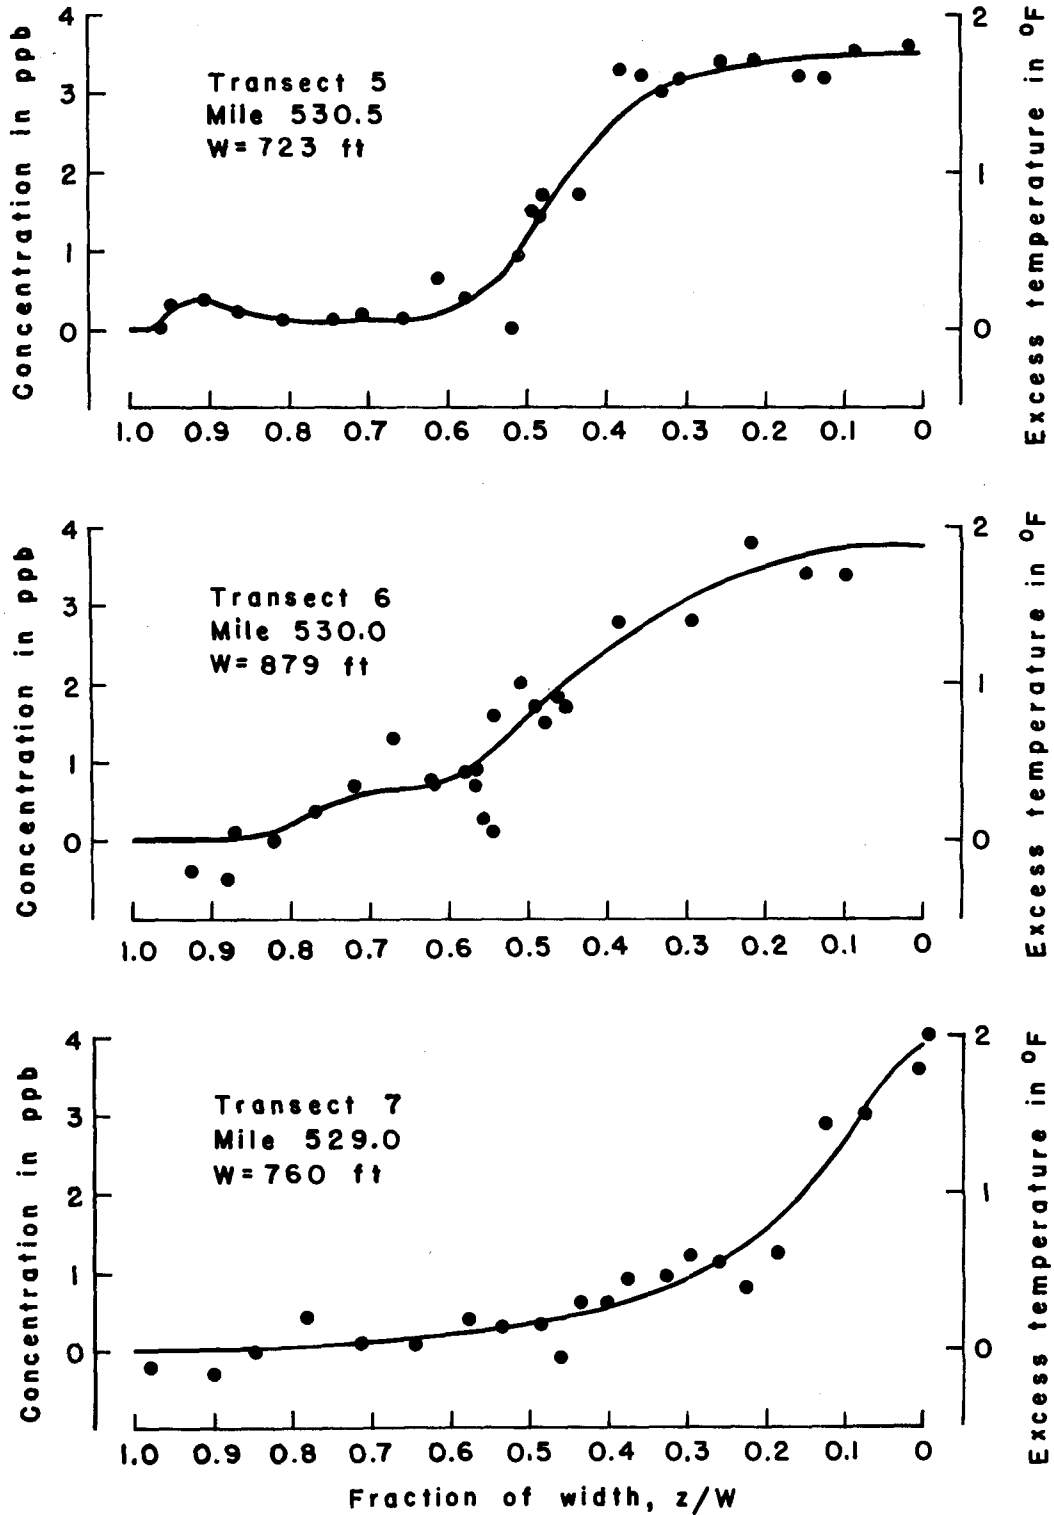 Concentration in ppb
4
3
2
1
0
Transect 5
Mile 530.5
W=723 ft
2
1
0
Excess temperature in °F
1.0 0.9 0.8 0.7 0.6 0.5 0.4 0.3 0.2 0.1 0
Concentration in ppb
4
3
2
1
0
Transect 6
Mile 530.0
W=879 ft
2
1
0
Excess temperature in °F
1.0 0.9 0.8 0.7 0.6 0.5 0.4 0.3 0.2 0.1 0
Concentration in ppb
4
3
2
1
0
Transect 7
Mile 529.0
W=760 ft
2
1
0
Excess temperature in °F
1.0 0.9 0.8 0.7 0.6 0.5 0.4 0.3 0.2 0.1 0
Fraction of width, z/W